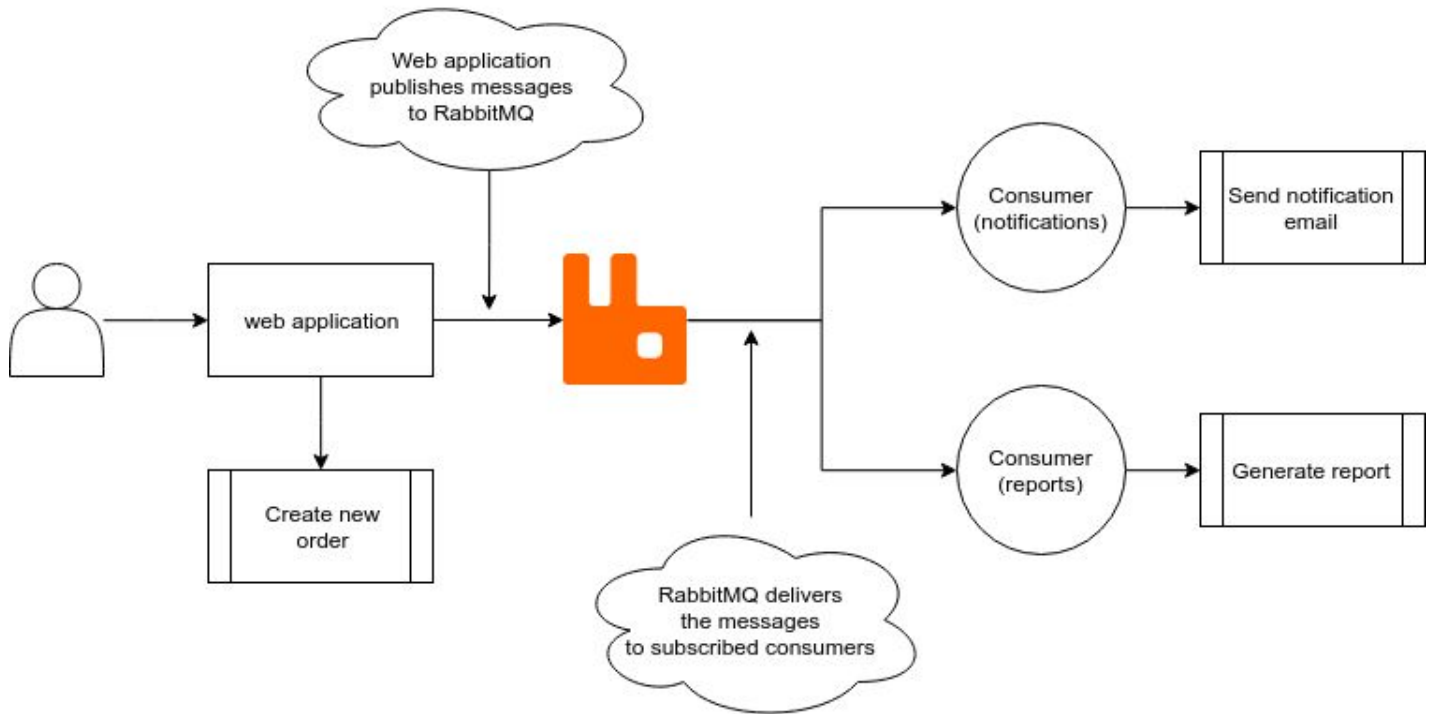 Web application
publishes messages
to RabbitMQ
Consumer
(notifications)
Send notification
email
web application
Consumer
(reports)
Generate report
Create new
order
RabbitMQ delivers
the messages
to subscribed consumers